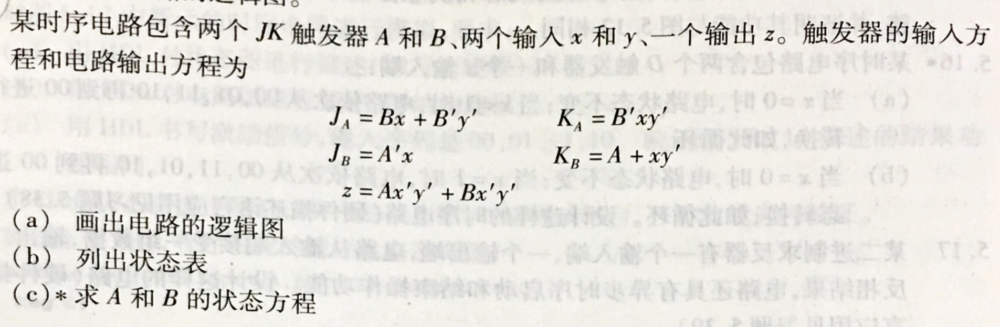 某时序电路包含两个 JK 触发器 A 和 B、两个输入 x 和 y、一个输出 z。触发器的输入方
程和电路输出方程为
J_A = Bx + B′y′ K_A = B′xy′
J_B = A′x K_B = A + xy′
z = Ax′y′ + Bx′y′
(a) 画出电路的逻辑图
(b) 列出状态表
(c)* 求 A 和 B 的状态方程